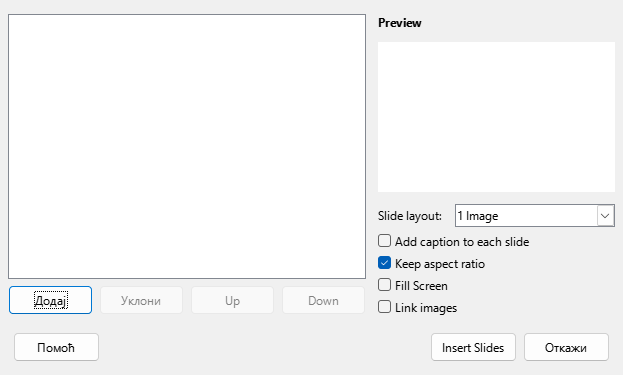 Preview
Slide layout: 1 Image
Add caption to each slide
Keep aspect ratio
Fill Screen
Link images
Додај Уклони Up Down
Помоћ Insert Slides Откажи